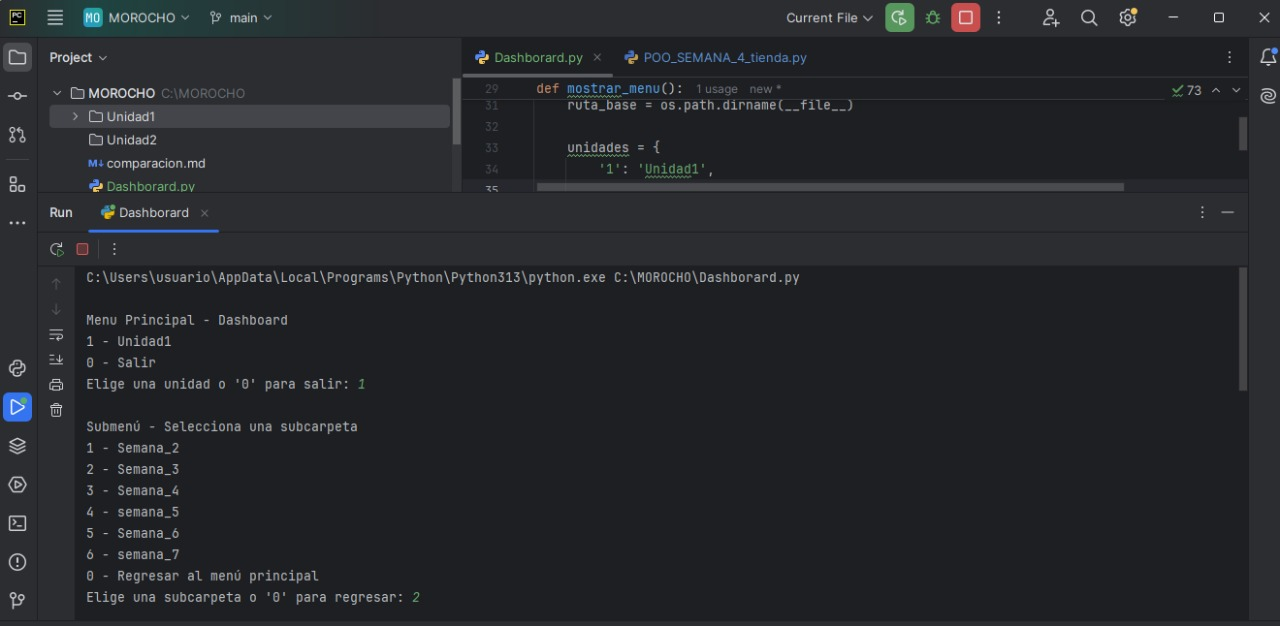 PC
MO MOROCHO
main
Current File
Project
Dashborard.py
POO_SEMANA_4_tienda.py
MOROCHO C:\MOROCHO
Unidad1
Unidad2
M↓ comparacion.md
Dashborard.py
29 def mostrar_menu(): 1 usage new *
73
31 ruta_base = os.path.dirname(__file__)
32
33 unidades = {
34 '1': 'Unidad1',
35
Run Dashborard
C:\Users\usuario\AppData\Local\Programs\Python\Python313\python.exe C:\MOROCHO\Dashborard.py
Menu Principal - Dashboard
1 - Unidad1
0 - Salir
Elige una unidad o '0' para salir: 1
Submenú - Selecciona una subcarpeta
1 - Semana_2
2 - Semana_3
3 - Semana_4
4 - semana_5
5 - Semana_6
6 - semana_7
0 - Regresar al menú principal
Elige una subcarpeta o '0' para regresar: 2